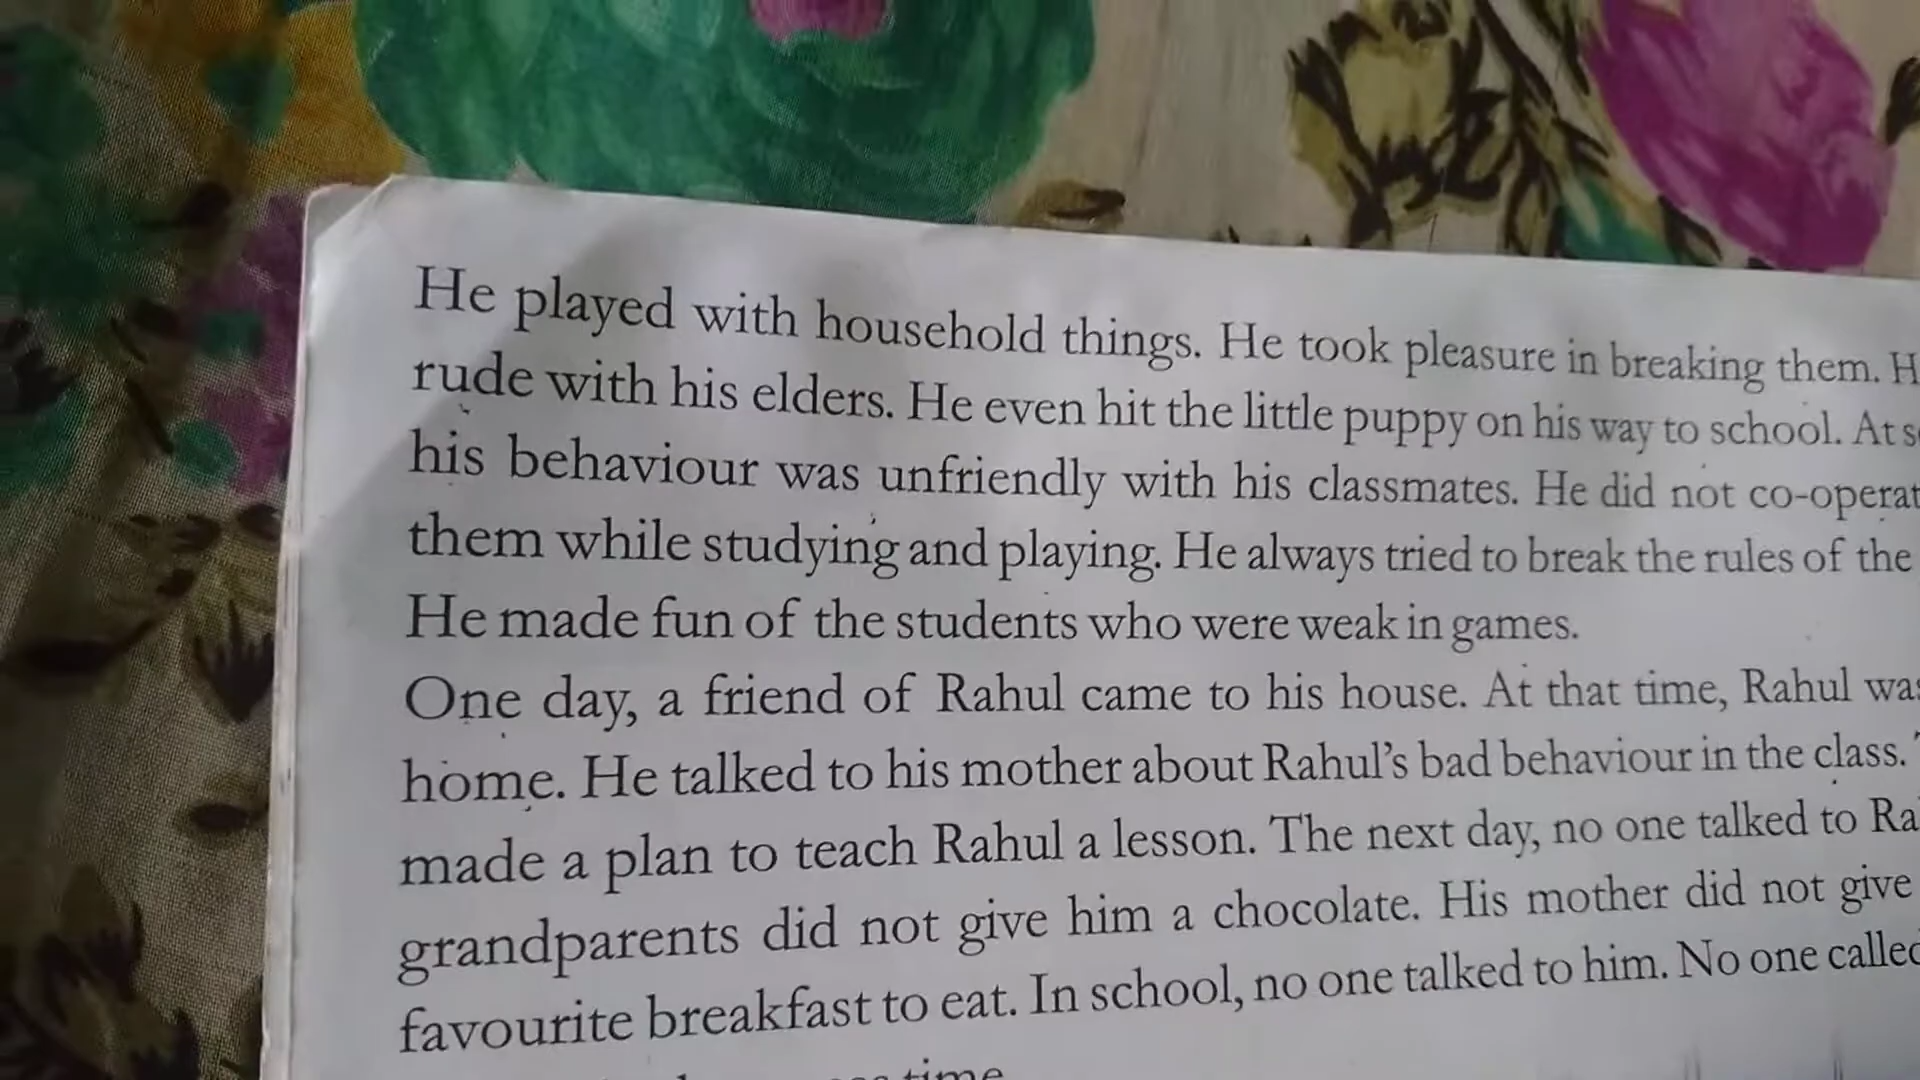 He played with household things. He took pleasure in breaking them. H
rude with his elders. He even hit the little puppy on his way to school. At s
his behaviour was unfriendly with his classmates. He did not co-operat
them while studying and playing. He always tried to break the rules of the
He made fun of the students who were weak in games.
One day, a friend of Rahul came to his house. At that time, Rahul was
home. He talked to his mother about Rahul's bad behaviour in the class.
made a plan to teach Rahul a lesson. The next day, no one talked to Ra
grandparents did not give him a chocolate. His mother did not give
favourite breakfast to eat. In school, no one talked to him. No one called
time